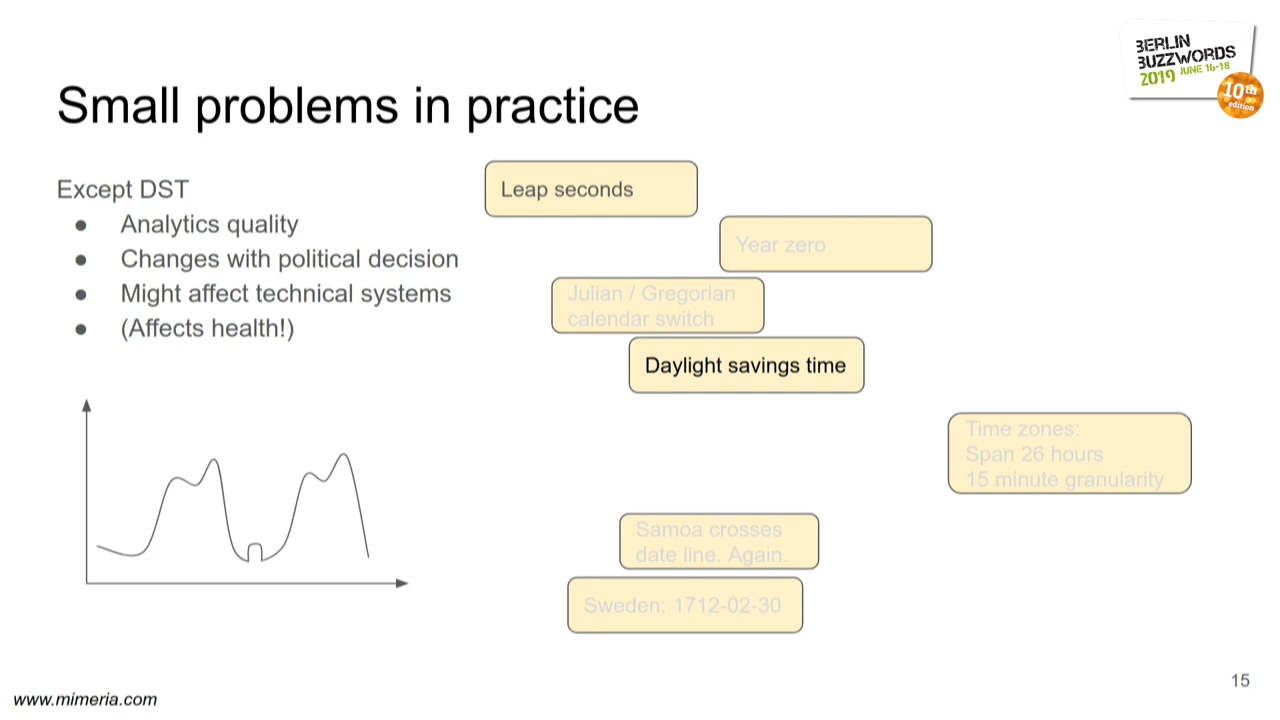 BERLIN
BUZZWORDS
2019 JUNE 16-18
10th
edition
Small problems in practice
Except DST
● Analytics quality
● Changes with political decision
● Might affect technical systems
● (Affects health!)
Leap seconds
Year zero
Julian / Gregorian
calendar switch
Daylight savings time
Time zones:
Span 26 hours
15 minute granularity
Samoa crosses
date line. Again.
Sweden: 1712-02-30
15
www.mimeria.com